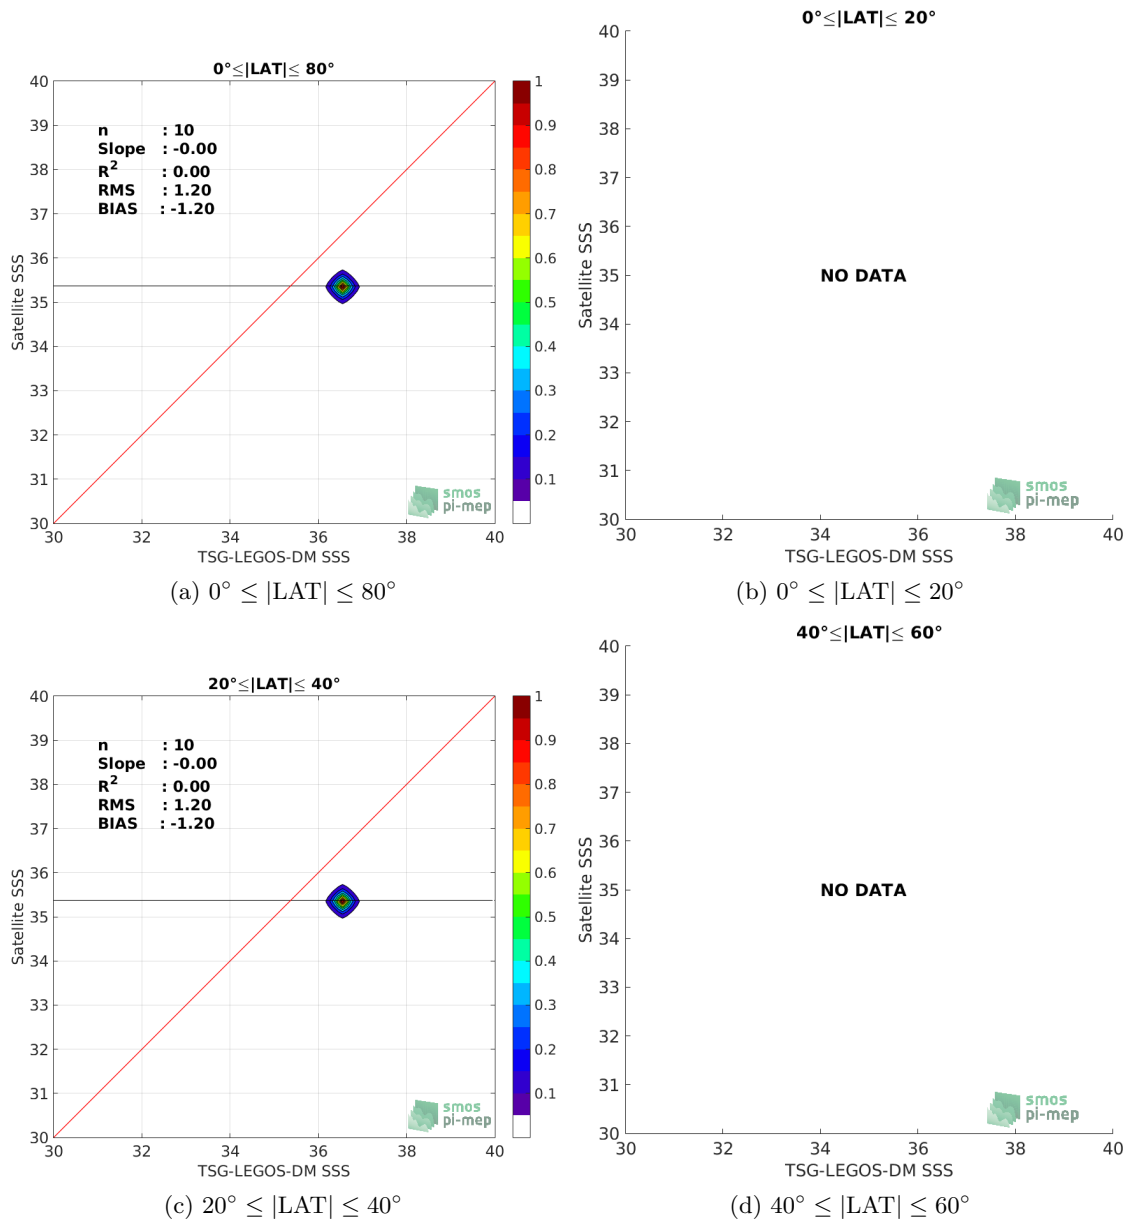 0°≤|LAT|≤ 80°
40
39
38
37
36
35
34
33
32
31
30
Satellite SSS
n : 10
Slope : -0.00
R² : 0.00
RMS : 1.20
BIAS : -1.20
30 32 34 36 38 40
TSG-LEGOS-DM SSS
1
0.9
0.8
0.7
0.6
0.5
0.4
0.3
0.2
0.1
smos
pi-mep
(a) 0° ≤ |LAT| ≤ 80°
0°≤|LAT|≤ 20°
40
39
38
37
36
35
34
33
32
31
30
Satellite SSS
NO DATA
30 32 34 36 38 40
TSG-LEGOS-DM SSS
smos
pi-mep
(b) 0° ≤ |LAT| ≤ 20°
20°≤|LAT|≤ 40°
40
39
38
37
36
35
34
33
32
31
30
Satellite SSS
n : 10
Slope : -0.00
R² : 0.00
RMS : 1.20
BIAS : -1.20
30 32 34 36 38 40
TSG-LEGOS-DM SSS
1
0.9
0.8
0.7
0.6
0.5
0.4
0.3
0.2
0.1
smos
pi-mep
(c) 20° ≤ |LAT| ≤ 40°
40°≤|LAT|≤ 60°
40
39
38
37
36
35
34
33
32
31
30
Satellite SSS
NO DATA
30 32 34 36 38 40
TSG-LEGOS-DM SSS
smos
pi-mep
(d) 40° ≤ |LAT| ≤ 60°